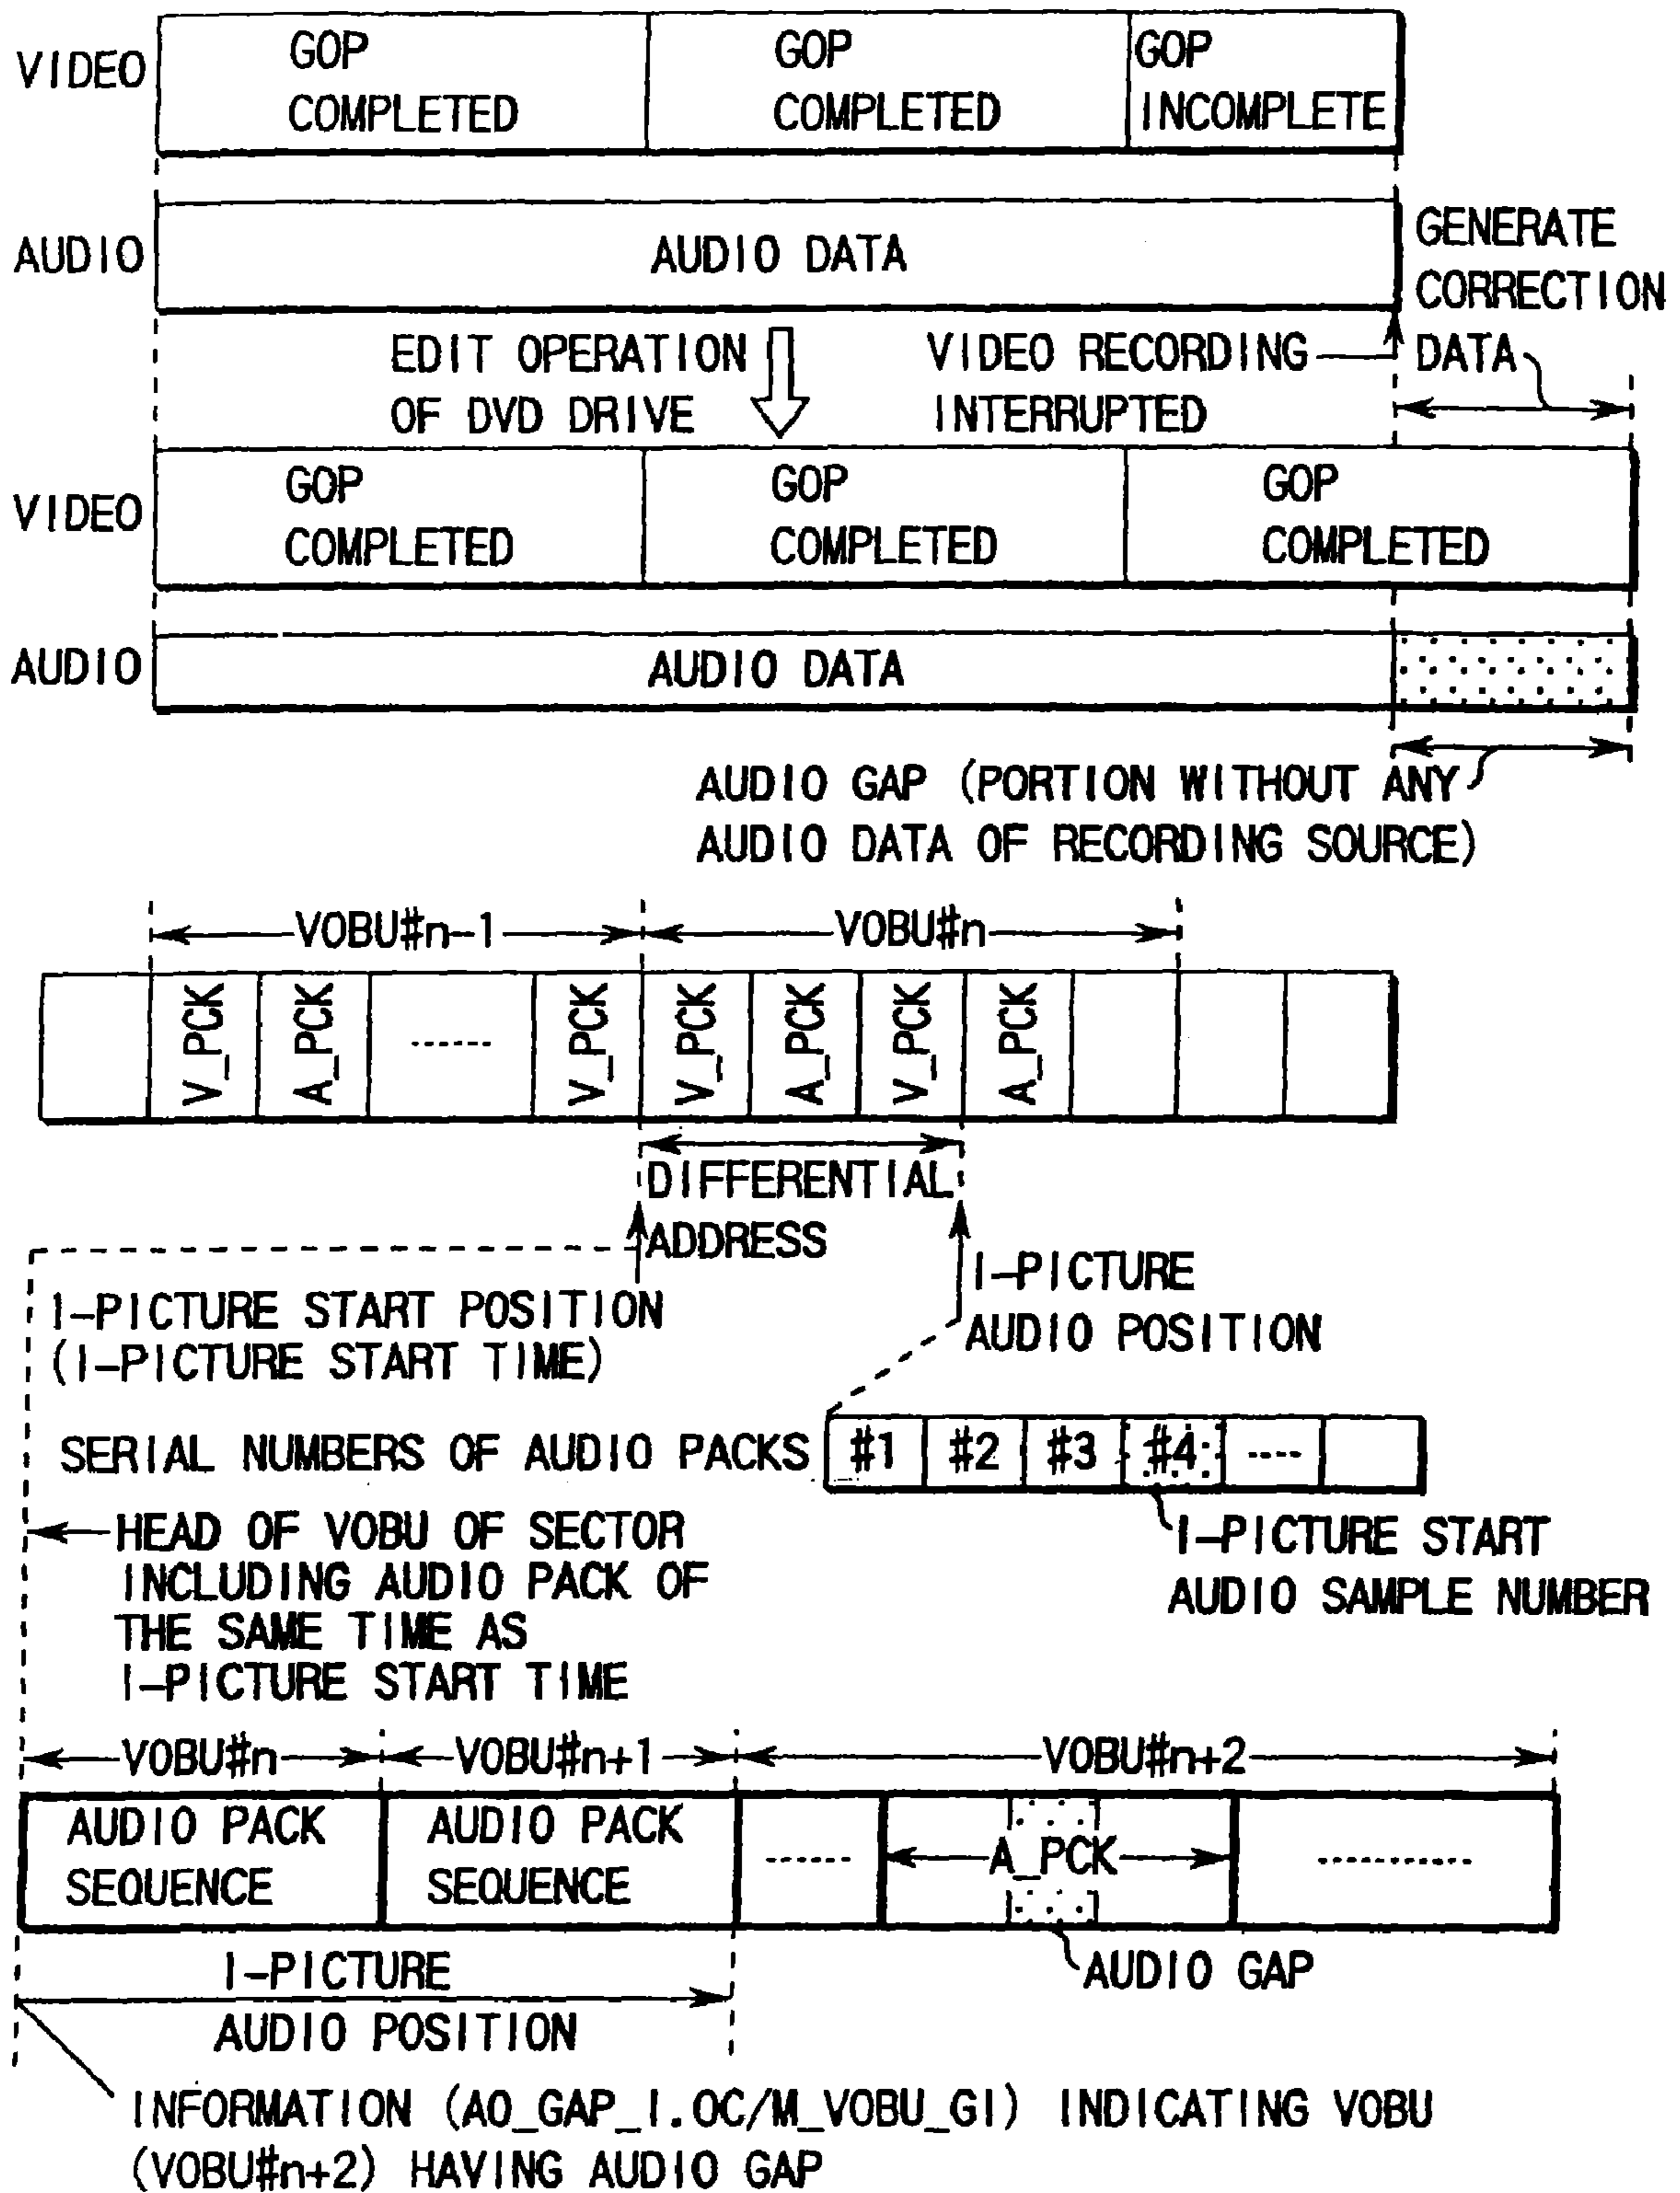 VIDEO
GOP
COMPLETED
GOP
COMPLETED
GOP
INCOMPLETE
AUDIO
AUDIO DATA
GENERATE
CORRECTION
DATA
EDIT OPERATION
OF DVD DRIVE
VIDEO RECORDING
INTERRUPTED
VIDEO
GOP
COMPLETED
GOP
COMPLETED
GOP
COMPLETED
AUDIO
AUDIO DATA
AUDIO GAP (PORTION WITHOUT ANY
AUDIO DATA OF RECORDING SOURCE)
VOBU#n-1
VOBU#n
V_PCK
A_PCK
V_PCK
V_PCK
A_PCK
V_PCK
A_PCK
DIFFERENTIAL
ADDRESS
I-PICTURE START POSITION
(I-PICTURE START TIME)
I-PICTURE
AUDIO POSITION
SERIAL NUMBERS OF AUDIO PACKS
#1
#2
#3
#4
I-PICTURE START
AUDIO SAMPLE NUMBER
HEAD OF VOBU OF SECTOR
INCLUDING AUDIO PACK OF
THE SAME TIME AS
I-PICTURE START TIME
VOBU#n
VOBU#n+1
VOBU#n+2
AUDIO PACK
SEQUENCE
AUDIO PACK
SEQUENCE
A_PCK
AUDIO GAP
I-PICTURE
AUDIO POSITION
INFORMATION (A0_GAP_I.OC/M_VOBU_GI) INDICATING VOBU
(VOBU#n+2) HAVING AUDIO GAP